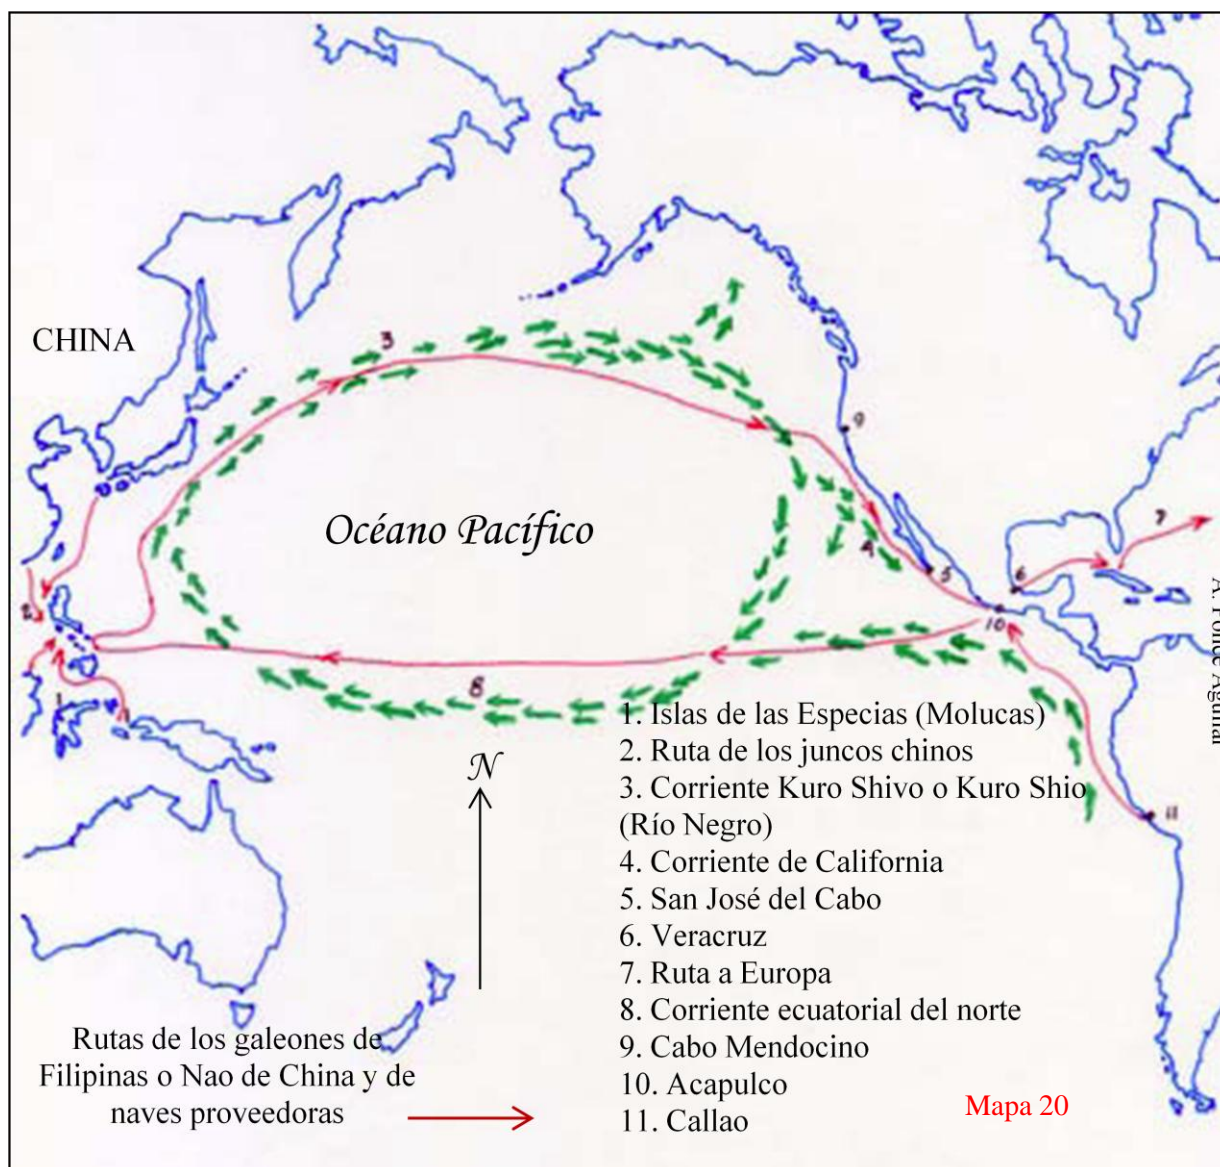 CHINA
3
9
Océano Pacífico
7
4
5
6
2
10
A. Ponce Aguilar
1
8
11
N
1. Islas de las Especias (Molucas)
2. Ruta de los juncos chinos
3. Corriente Kuro Shivo o Kuro Shio
(Río Negro)
4. Corriente de California
5. San José del Cabo
6. Veracruz
7. Ruta a Europa
8. Corriente ecuatorial del norte
9. Cabo Mendocino
10. Acapulco
11. Callao
Rutas de los galeones de
Filipinas o Nao de China y de
naves proveedoras
Mapa 20